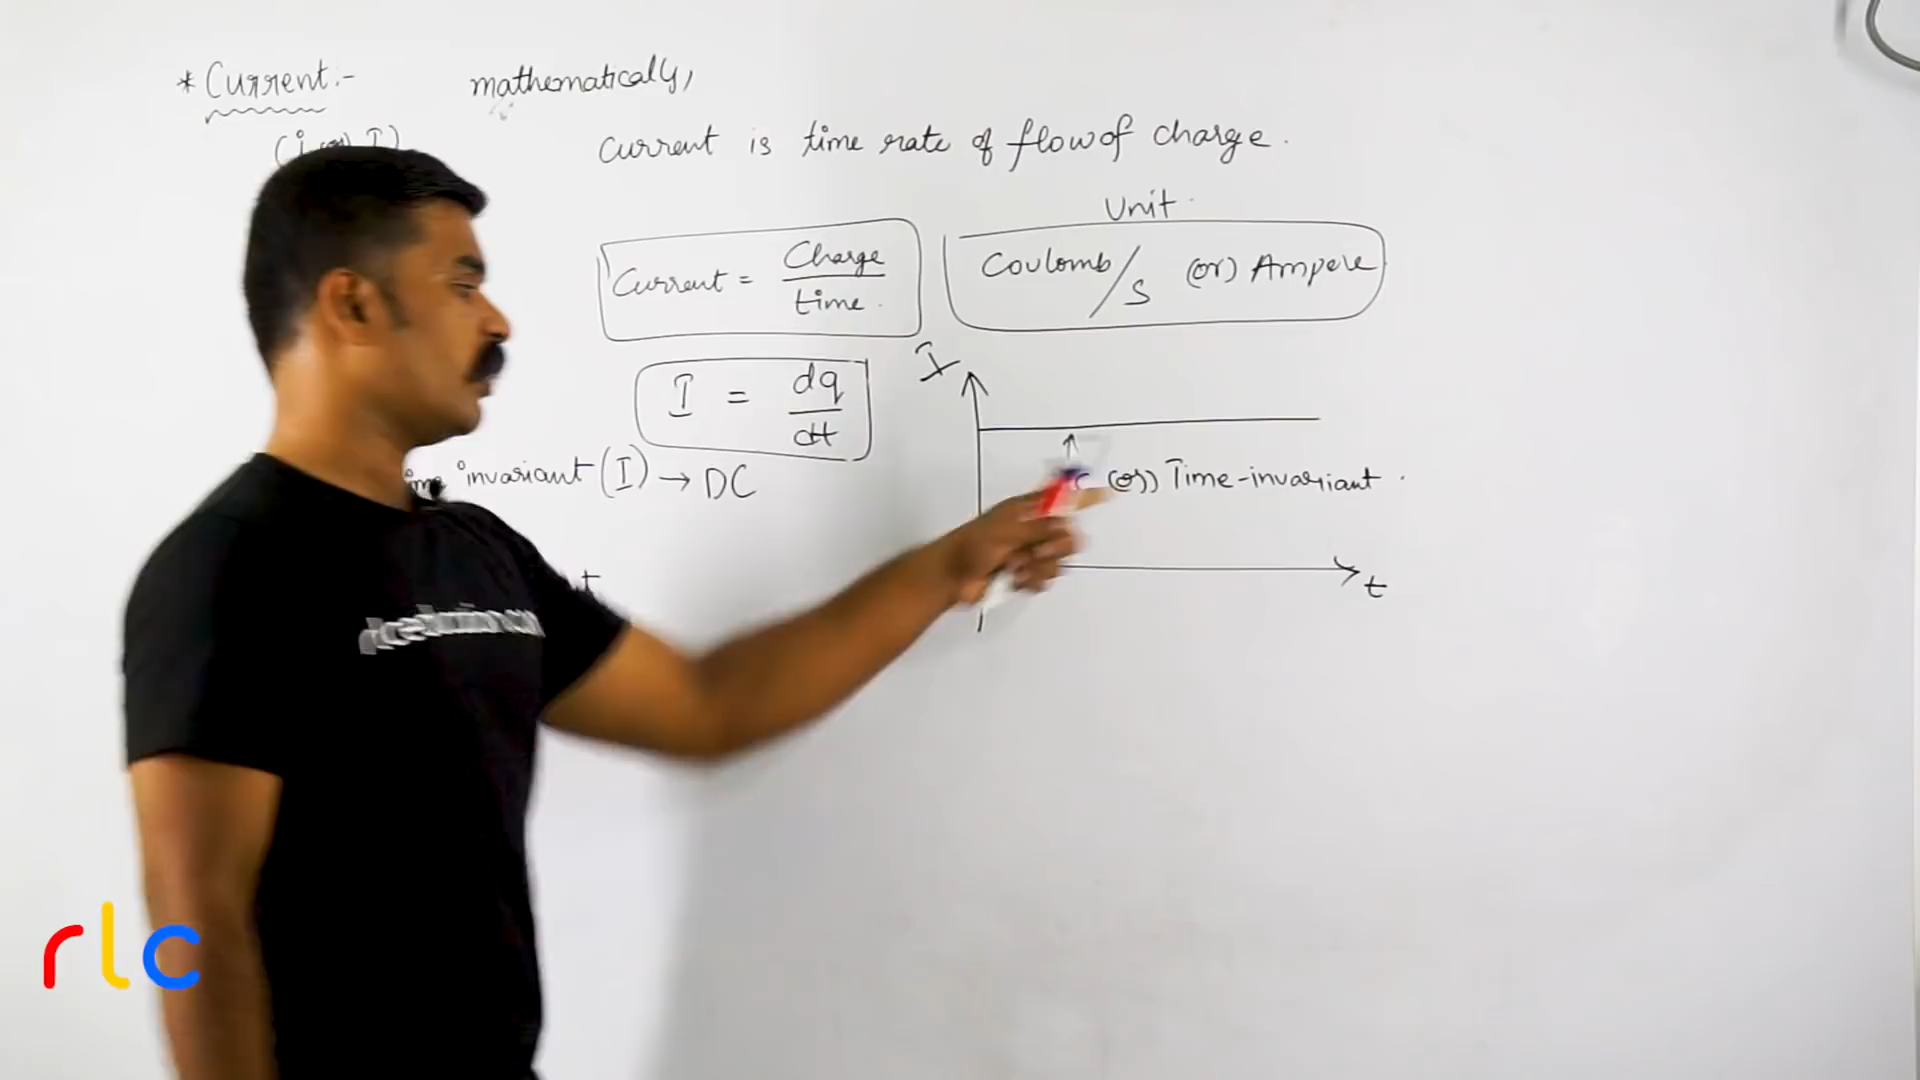 * Current:-
mathematically,
(i (or) I)
current is time rate of flow of charge.
Unit.
Current = Charge / time.
Coulomb/s (or) Ampere
I
I = dq / dt
invariant (I) → DC
(or) Time-invariant.
t
t
rlc